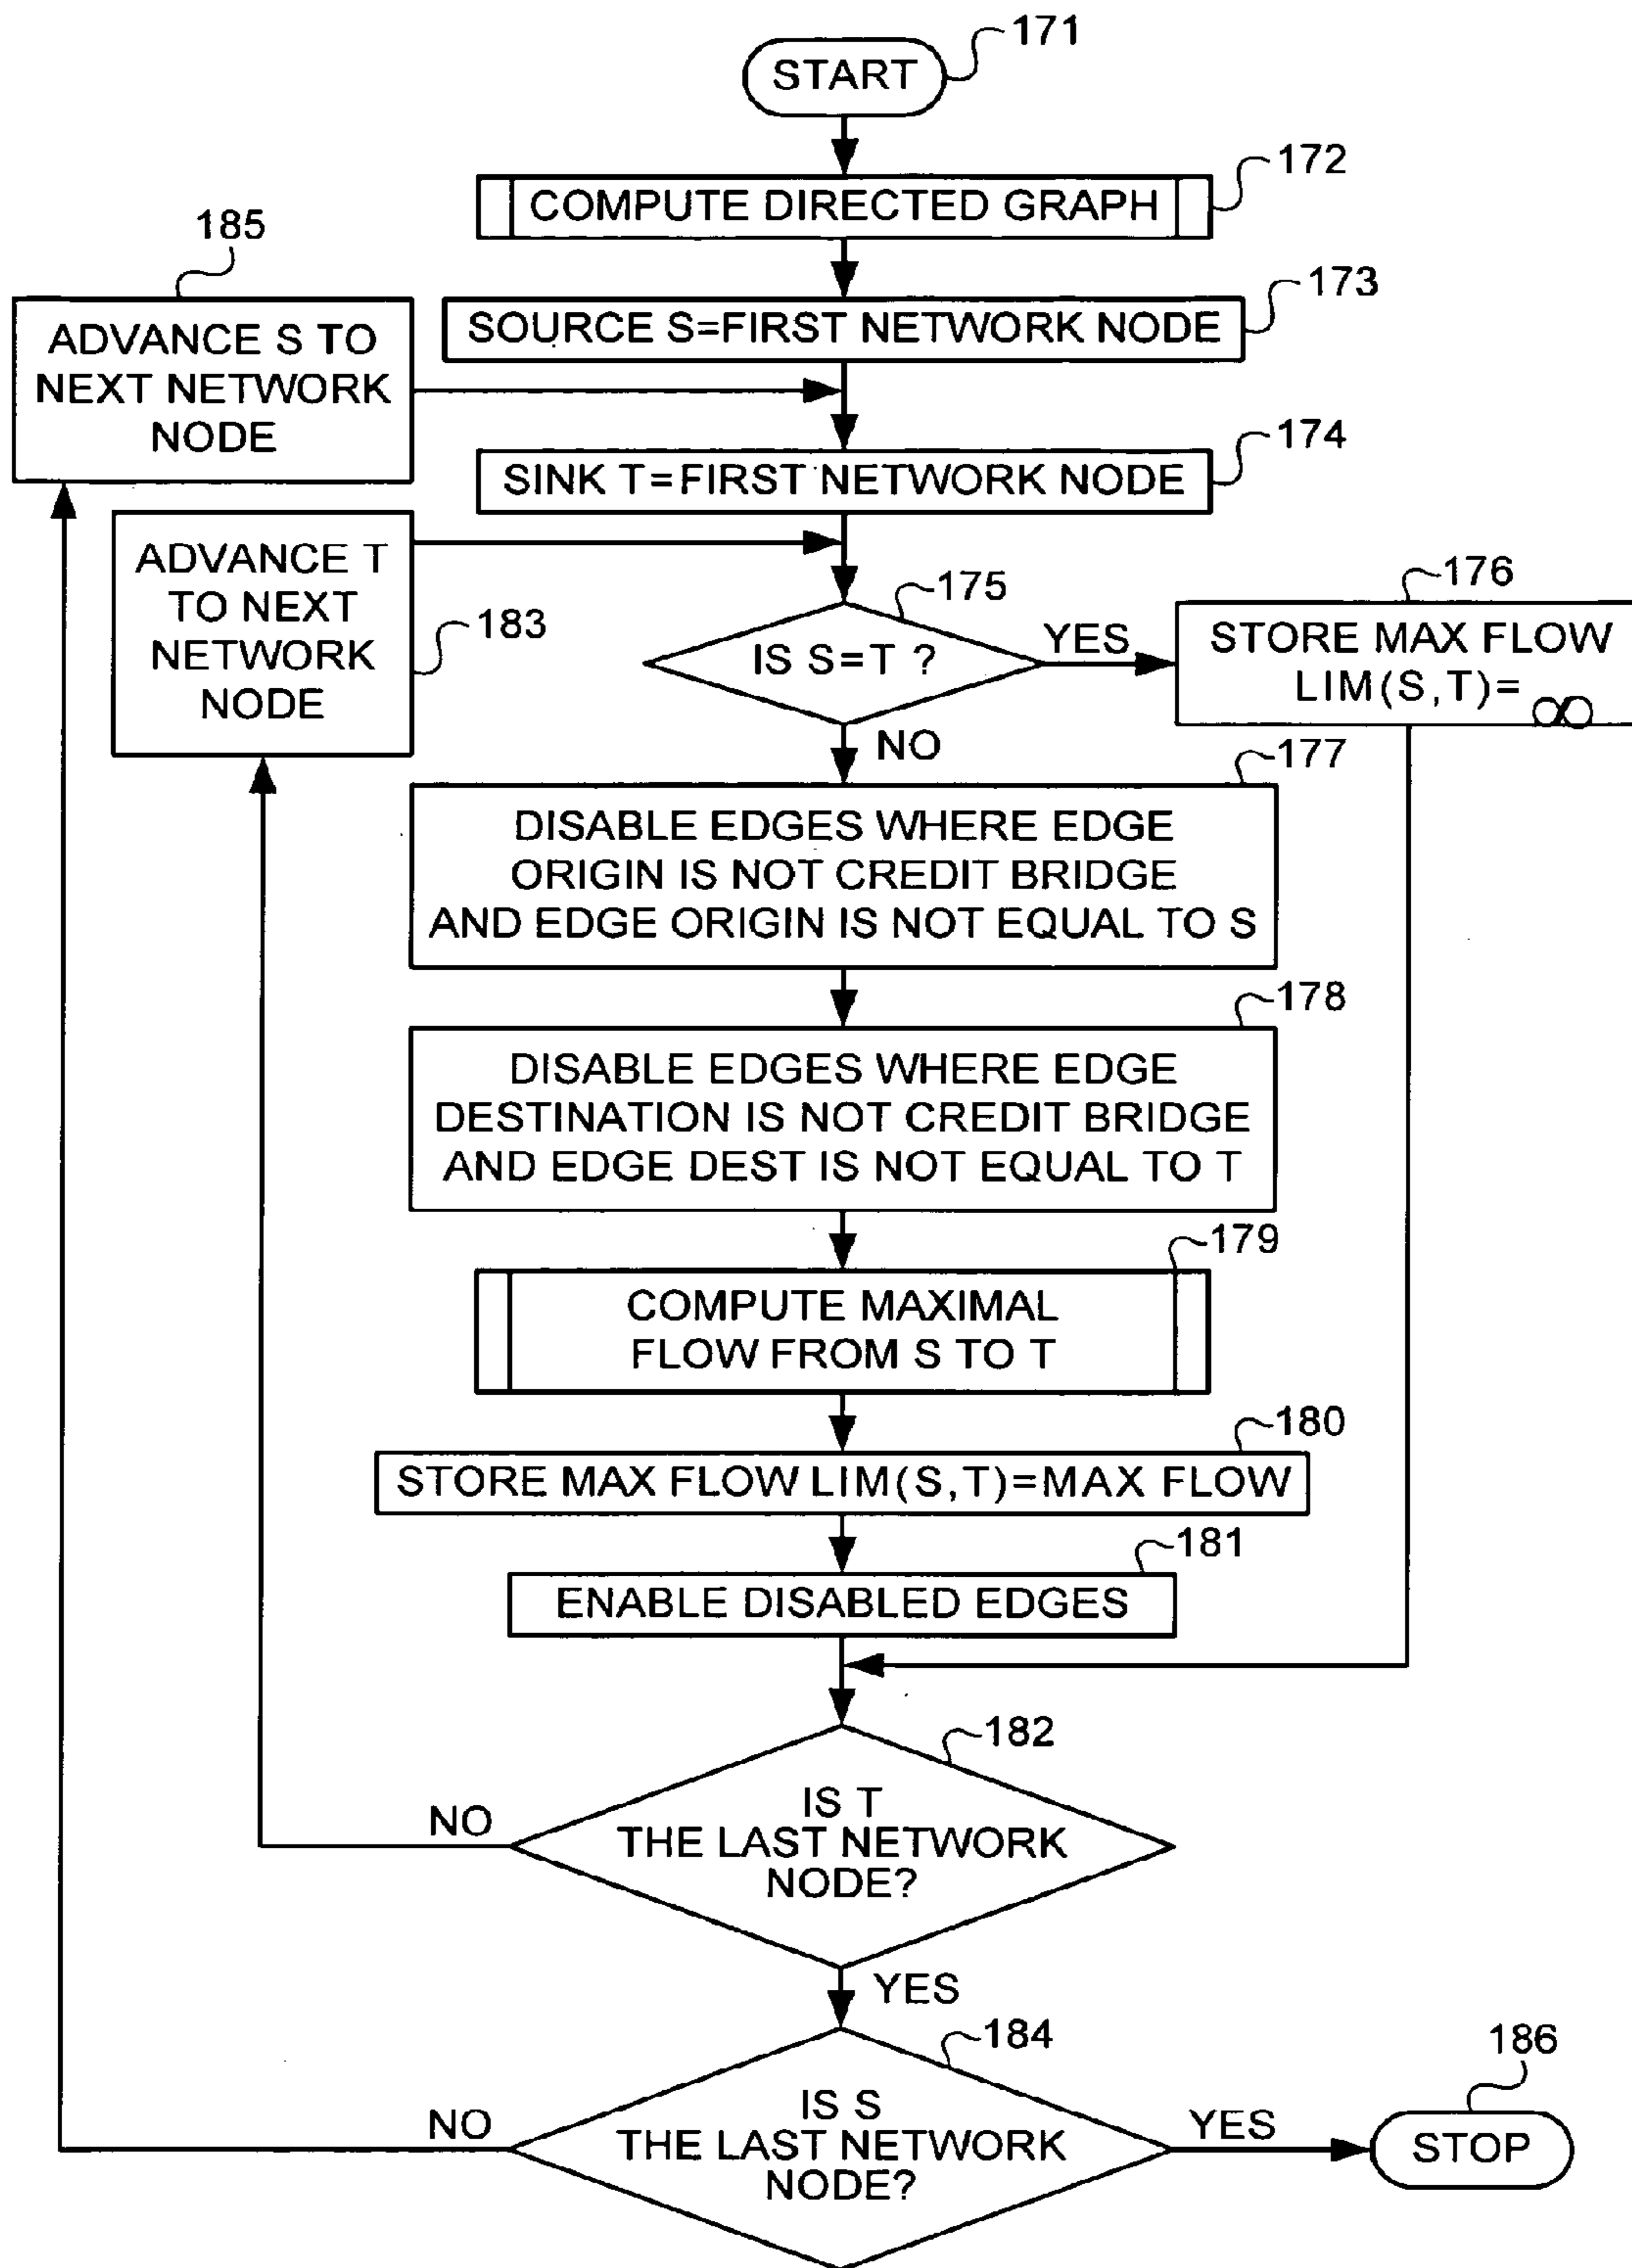 START
171
COMPUTE DIRECTED GRAPH
172
SOURCE S=FIRST NETWORK NODE
173
185
ADVANCE S TO
NEXT NETWORK
NODE
SINK T=FIRST NETWORK NODE
174
ADVANCE T
TO NEXT
NETWORK
NODE
183
175
IS S=T ?
YES
176
STORE MAX FLOW
LIM(S,T)=∞
NO
177
DISABLE EDGES WHERE EDGE
ORIGIN IS NOT CREDIT BRIDGE
AND EDGE ORIGIN IS NOT EQUAL TO S
178
DISABLE EDGES WHERE EDGE
DESTINATION IS NOT CREDIT BRIDGE
AND EDGE DEST IS NOT EQUAL TO T
179
COMPUTE MAXIMAL
FLOW FROM S TO T
180
STORE MAX FLOW LIM(S,T)=MAX FLOW
181
ENABLE DISABLED EDGES
182
IS T
THE LAST NETWORK
NODE?
NO
YES
184
IS S
THE LAST NETWORK
NODE?
NO
YES
186
STOP